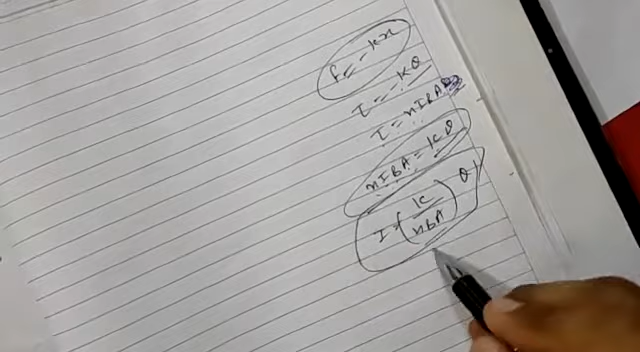 F = -kx
τ = -kθ
τ = nIBA
nIBA = kθ
I = (k/nBA) θ